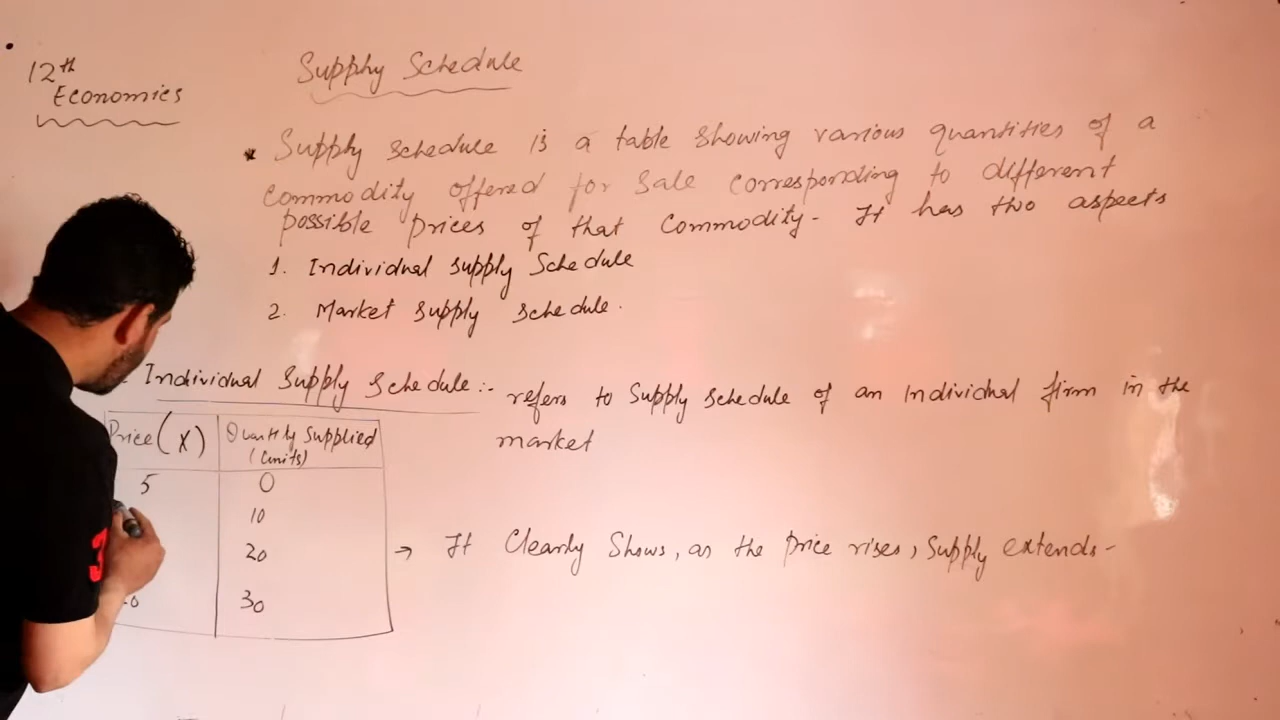 12th
Economics
Supply Schedule
* Supply schedule is a table showing various quantities of a
commodity offered for sale corresponding to different
possible prices of that commodity. It has two aspects
1. Individual supply Schedule
2. Market supply schedule.
Individual supply schedule :- refers to supply schedule of an individual firm in the
market
Price (X) Quantity supplied
(units)
5 0
10
20
30
→ It Clearly Shows, as the price rises, supply extends-
3